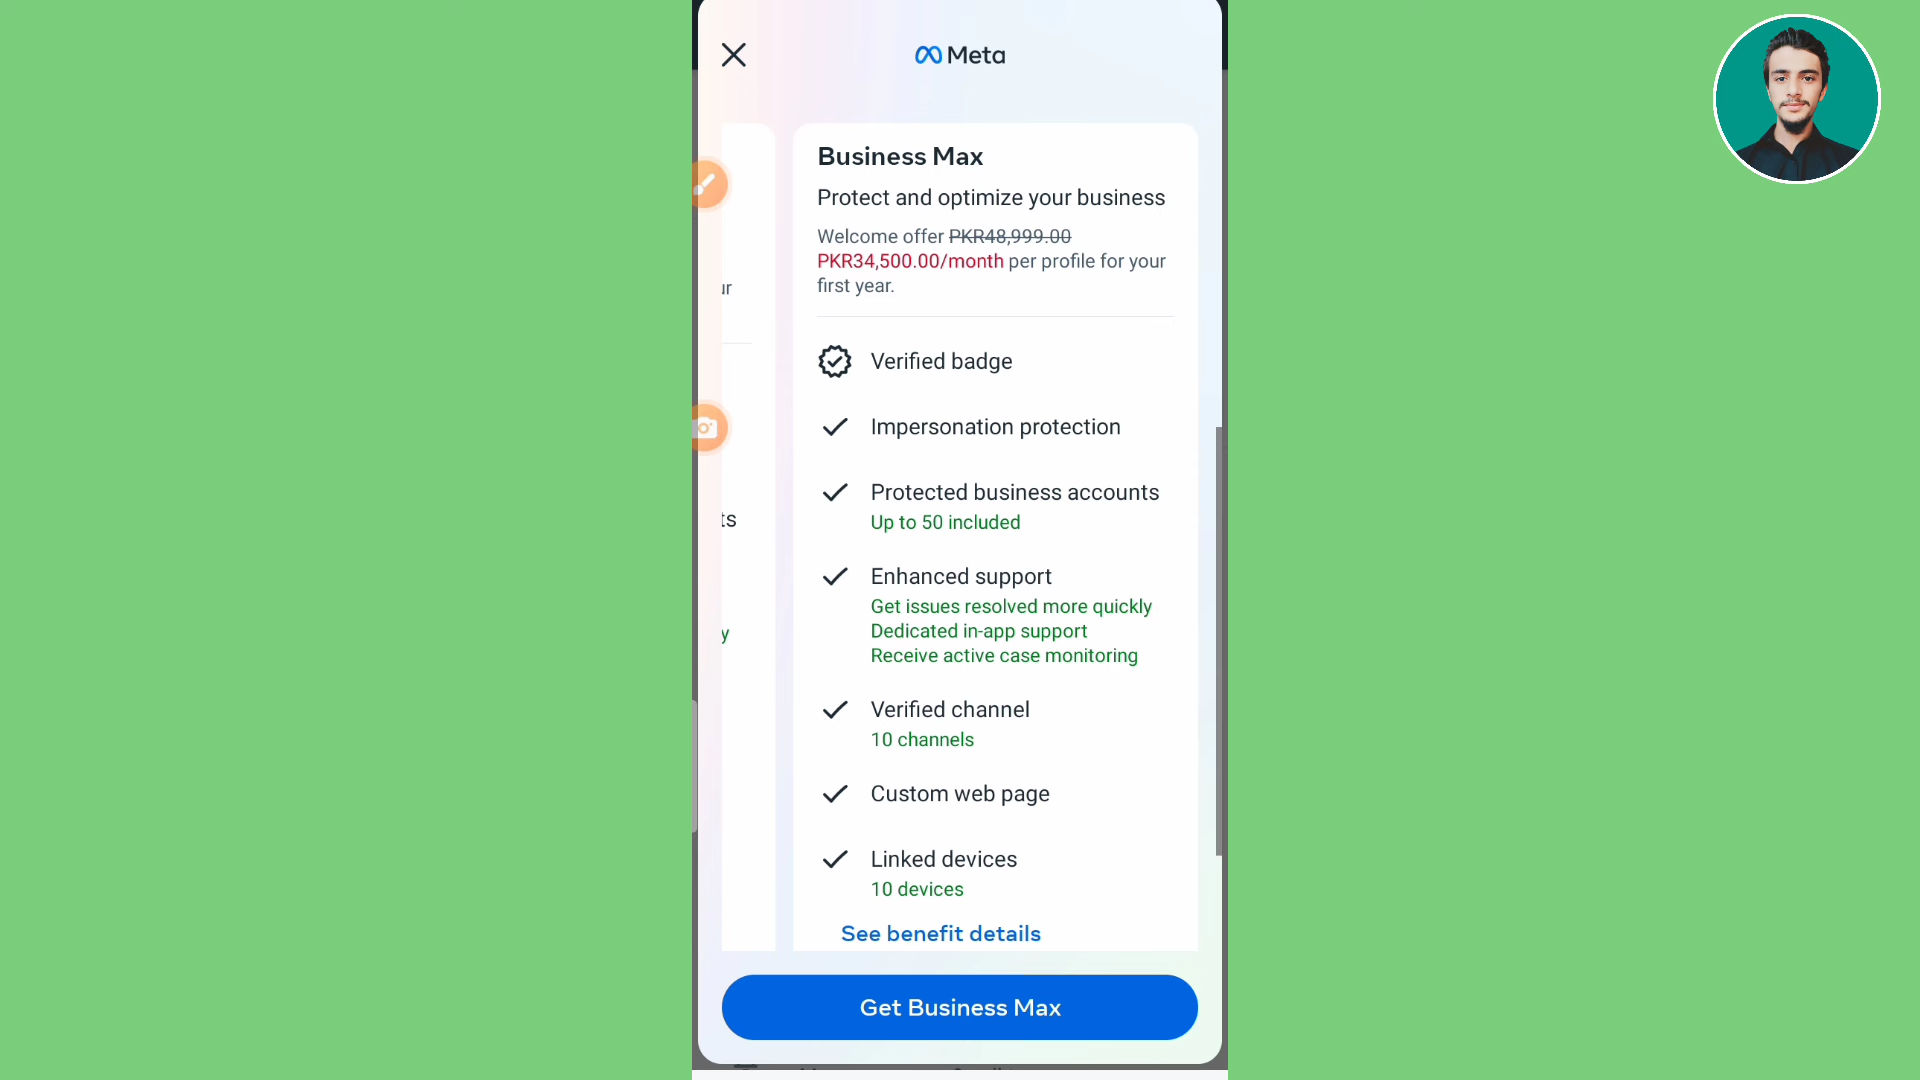 Meta
Business Max
Protect and optimize your business
Welcome offer PKR48,999.00
PKR34,500.00/month per profile for your
first year.
ur
Verified badge
Impersonation protection
Protected business accounts
Up to 50 included
ts
Enhanced support
Get issues resolved more quickly
Dedicated in-app support
Receive active case monitoring
y
Verified channel
10 channels
Custom web page
Linked devices
10 devices
See benefit details
Get Business Max